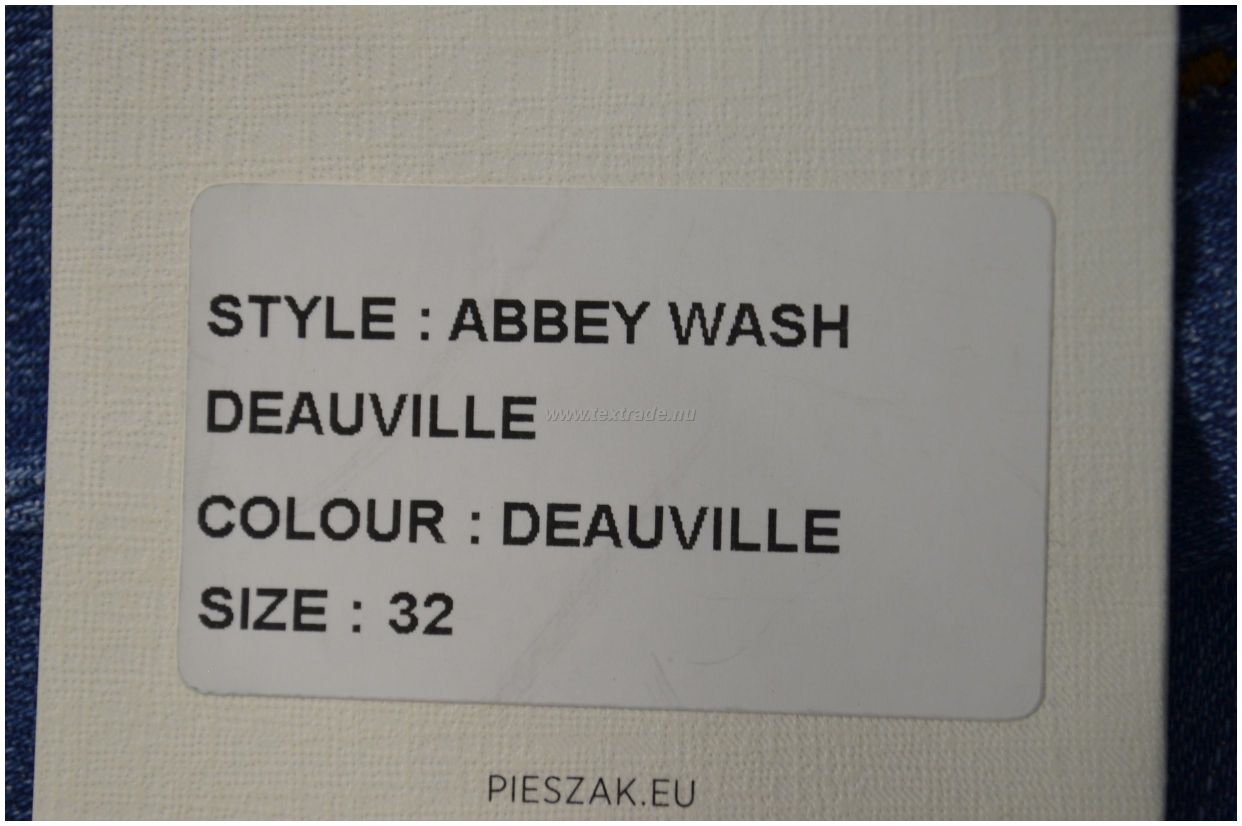 STYLE : ABBEY WASH
DEAUVILLE
www.textrade.nu
COLOUR : DEAUVILLE
SIZE : 32
PIESZAK.EU